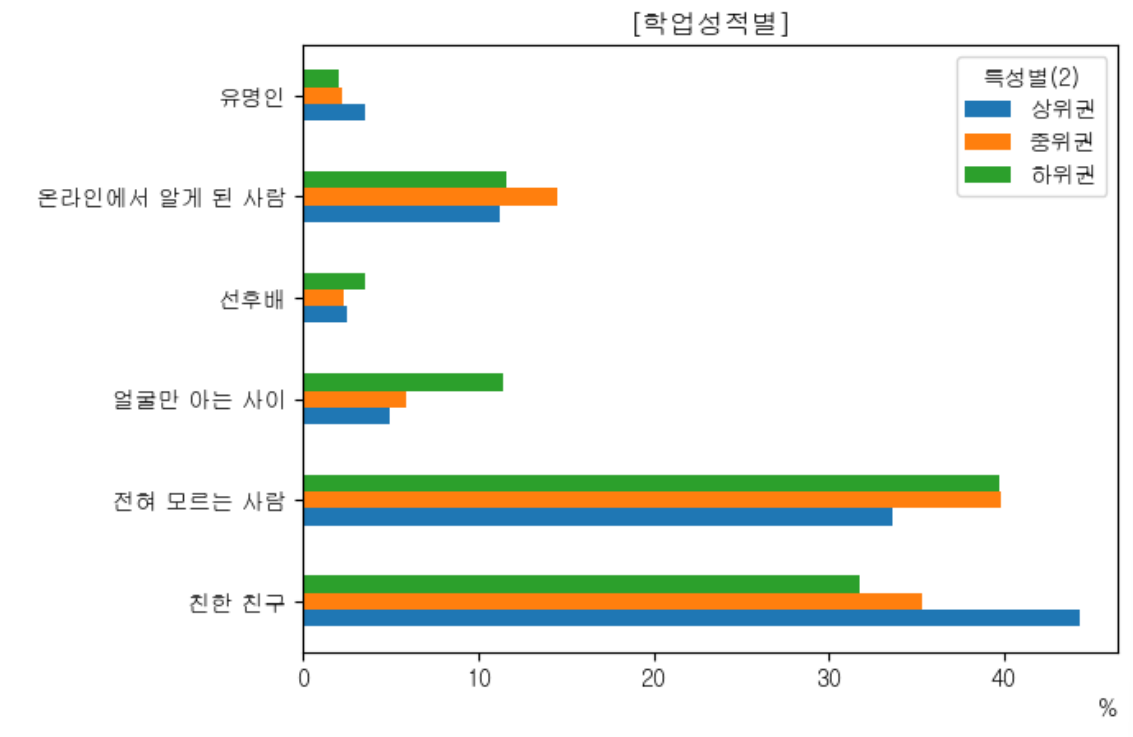 [학업성적별]
특성별(2)
상위권
중위권
하위권
유명인
온라인에서 알게 된 사람
선후배
얼굴만 아는 사이
전혀 모르는 사람
친한 친구
0 10 20 30 40
%